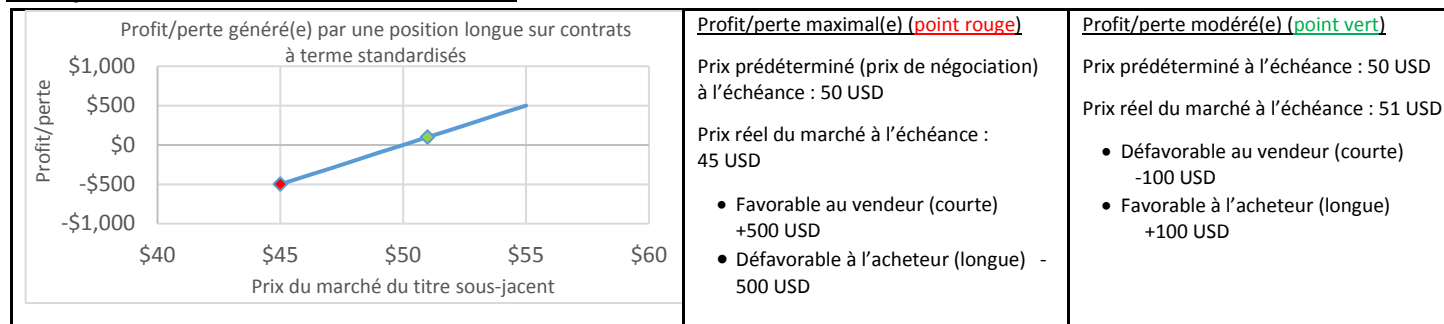 Profit/perte généré(e) par une position longue sur contrats
à terme standardisés
$1,000
$500
$0
-$500
-$1,000
Profit/perte
$40 $45 $50 $55 $60
Prix du marché du titre sous-jacent
Profit/perte maximal(e) (point rouge)
Prix prédéterminé (prix de négociation)
à l'échéance : 50 USD
Prix réel du marché à l'échéance :
45 USD
• Favorable au vendeur (courte)
+500 USD
• Défavorable à l'acheteur (longue) -
500 USD
Profit/perte modéré(e) (point vert)
Prix prédéterminé à l'échéance : 50 USD
Prix réel du marché à l'échéance : 51 USD
• Défavorable au vendeur (courte)
-100 USD
• Favorable à l'acheteur (longue)
+100 USD